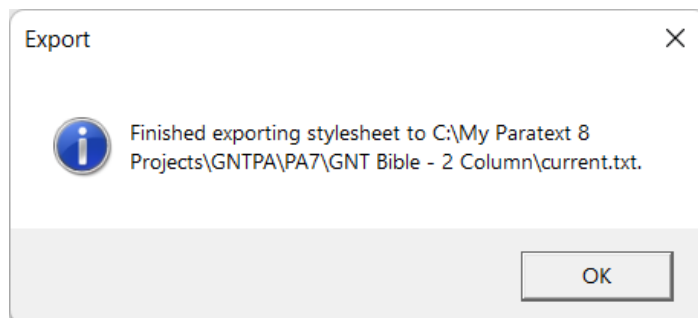 Export
Finished exporting stylesheet to C:\My Paratext 8
Projects\GNTPA\PA7\GNT Bible - 2 Column\current.txt.
OK